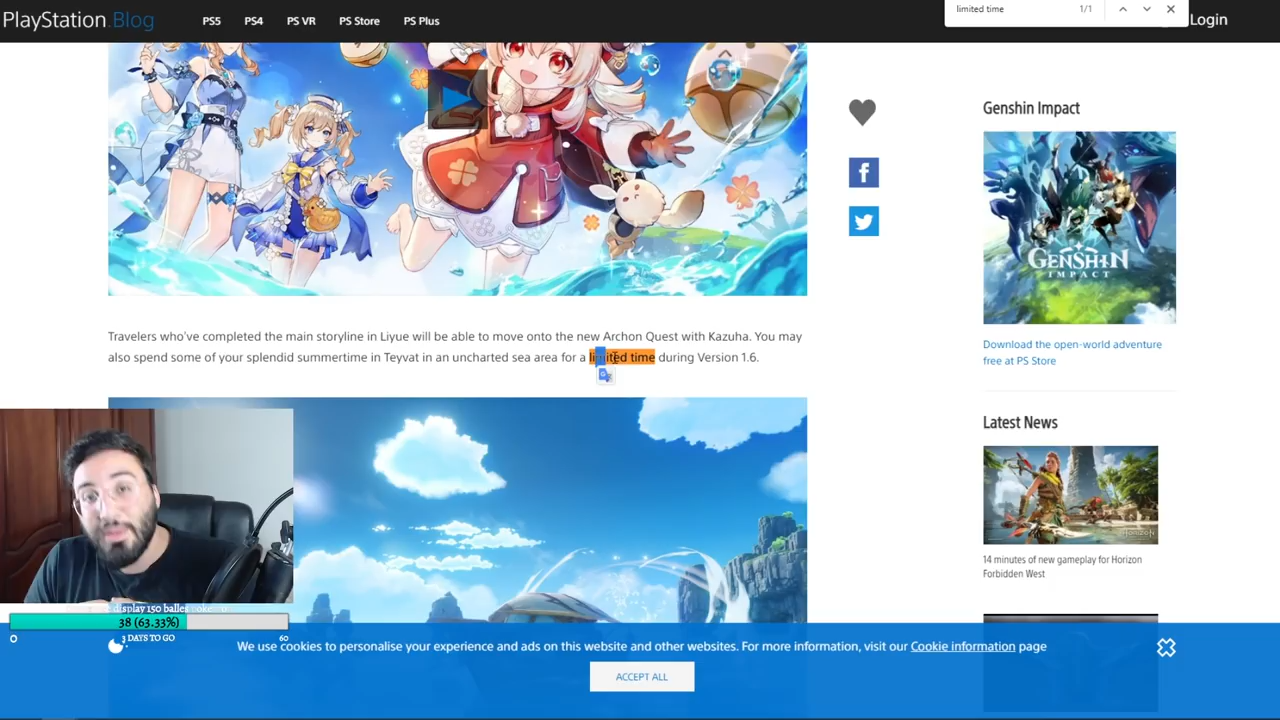 PlayStation.Blog
PS5
PS4
PS VR
PS Store
PS Plus
limited time
1/1
Login
Genshin Impact
GENSHIN
IMPACT
Download the open-world adventure
free at PS Store
Travelers who've completed the main storyline in Liyue will be able to move onto the new Archon Quest with Kazuha. You may
also spend some of your splendid summertime in Teyvat in an uncharted sea area for a limited time during Version 1.6.
Latest News
14 minutes of new gameplay for Horizon
Forbidden West
display 150 balles
38 (63.33%)
0
3 DAYS TO GO
60
We use cookies to personalise your experience and ads on this website and other websites. For more information, visit our Cookie information page
ACCEPT ALL